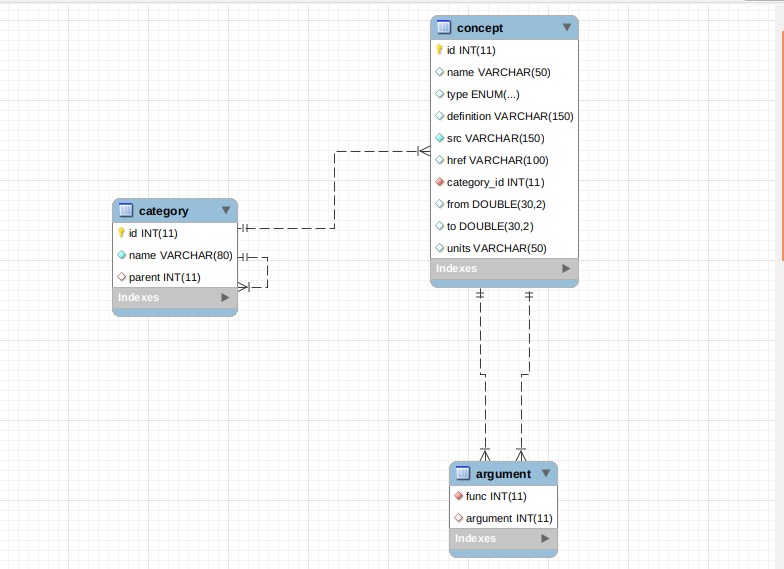 concept
id INT(11)
name VARCHAR(50)
type ENUM(...)
definition VARCHAR(150)
src VARCHAR(150)
href VARCHAR(100)
category_id INT(11)
from DOUBLE(30,2)
to DOUBLE(30,2)
units VARCHAR(50)
Indexes
category
id INT(11)
name VARCHAR(80)
parent INT(11)
Indexes
argument
func INT(11)
argument INT(11)
Indexes